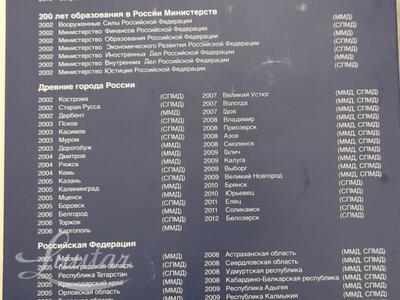 200 лет образования в России Министерств
2002 Вооруженные Силы Российской Федерации (ММД)
2002 Министерство Финансов Российской Федерации (СПМД)
2002 Министерство Образования Российской Федерации (ММД)
2002 Министерство Экономического Развития Российской Федерации (СПМД)
2002 Министерство Иностранных Дел Российской Федерации (СПМД)
2002 Министерство Внутренних Дел Российской Федерации (ММД)
2002 Министерство Юстиции Российской Федерации (СПМД)
Древние города России
2002 Кострома (СПМД) 2007 Великий Устюг (ММД, СПМД)
2002 Старая Русса (СПМД) 2007 Вологда (ММД, СПМД)
2002 Дербент (ММД) 2007 Гдов (ММД, СПМД)
2003 Псков (СПМД) 2008 Владимир (ММД, СПМД)
2003 Касимов (СПМД) 2008 Приозерск (ММД, СПМД)
2003 Муром (СПМД) 2008 Азов (ММД, СПМД)
2003 Дорогобуж (ММД) 2008 Смоленск (ММД, СПМД)
2004 Дмитров (ММД) 2009 Галич (ММД, СПМД)
2004 Ряжск (ММД) 2009 Калуга (ММД, СПМД)
2004 Кемь (СПМД) 2009 Выборг (ММД, СПМД)
2005 Казань (СПМД) 2009 Великий Новгород (ММД, СПМД)
2005 Калининград (ММД) 2010 Брянск (СПМД)
2005 Мценск (ММД) 2010 Юрьевец (СПМД)
2005 Боровск (СПМД) 2011 Елец (СПМД)
2006 Белгород (ММД) 2011 Соликамск (СПМД)
2006 Торжок (СПМД) 2012 Белозерск (СПМД)
2006 Каргополь (ММД)
Российская Федерация
2005 Москва (ММД) 2008 Астраханская область (ММД, СПМД)
2005 Ленинградская область (СПМД) 2008 Свердловская область (ММД, СПМД)
2005 Республика Татарстан (СПМД) 2008 Удмуртская республика (ММД, СПМД)
2005 Краснодарский край (ММД) 2008 Кабардино-Балкарская республика (ММД, СПМД)
2005 Орловская область (ММД) 2009 Республика Адыгея (ММД, СПМД)
2009 Республика Калмыкия (ММД, СПМД)